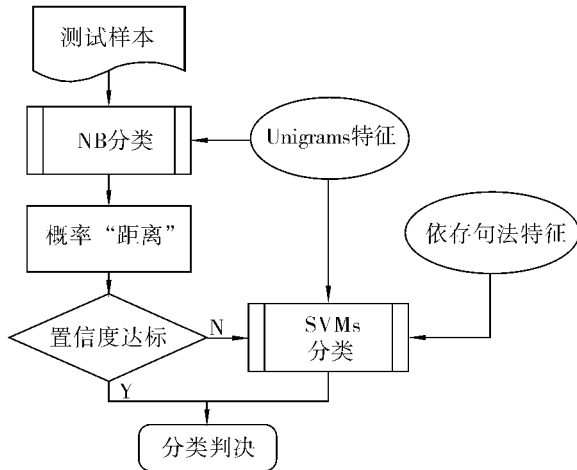 测试样本
NB分类
Unigrams特征
概率“距离”
依存句法特征
置信度达标
N
SVMs
分类
Y
分类判决